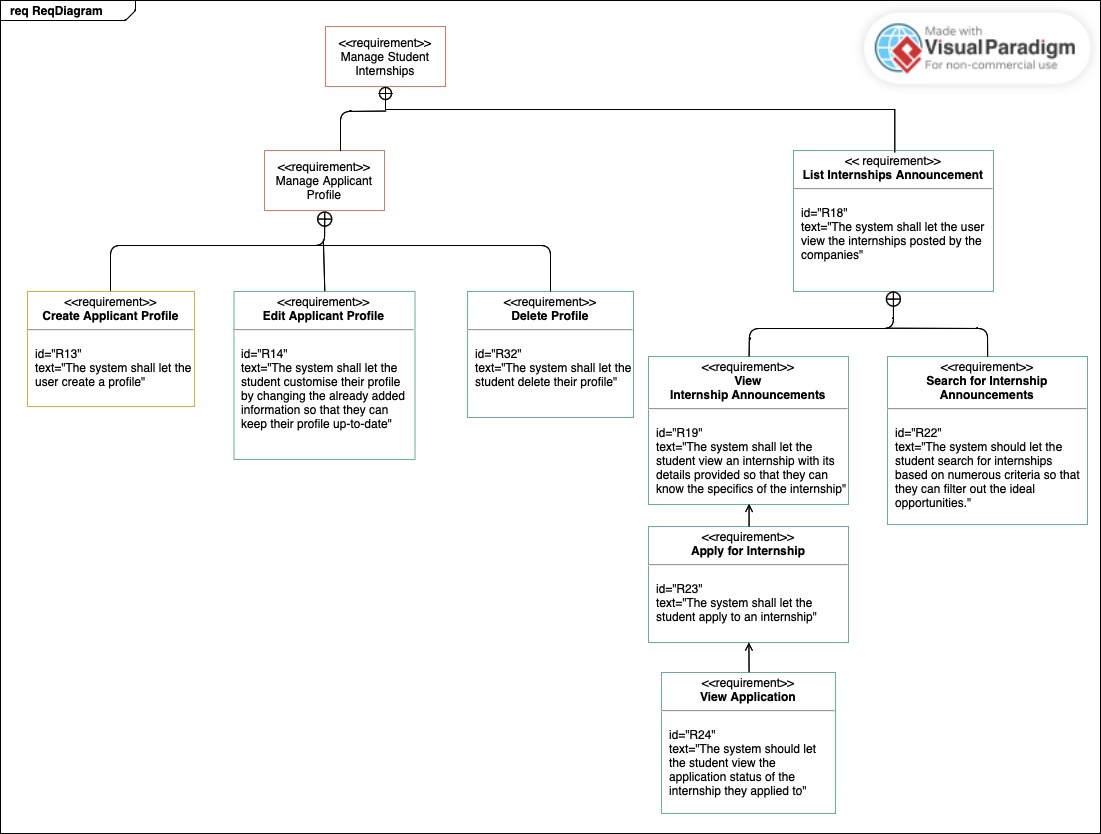 req ReqDiagram
Made with
Visual Paradigm
For non-commercial use
<<requirement>>
Manage Student
Internships
<<requirement>>
Manage Applicant
Profile
<< requirement>>
List Internships Announcement
id="R18"
text="The system shall let the user
view the internships posted by the
companies"
<<requirement>>
Create Applicant Profile
id="R13"
text="The system shall let the
user create a profile"
<<requirement>>
Edit Applicant Profile
id="R14"
text="The system shall let the
student customise their profile
by changing the already added
information so that they can
keep their profile up-to-date"
<<requirement>>
Delete Profile
id="R32"
text="The system shall let the
student delete their profile"
<<requirement>>
View
Internship Announcements
id="R19"
text="The system shall let the
student view an internship with its
details provided so that they can
know the specifics of the internship"
<<requirement>>
Search for Internship
Announcements
id="R22"
text="The system should let the
student search for internships
based on numerous criteria so that
they can filter out the ideal
opportunities."
<<requirement>>
Apply for Internship
id="R23"
text="The system shall let the
student apply to an internship"
<<requirement>>
View Application
id="R24"
text="The system should let
the student view the
application status of the
internship they applied to"